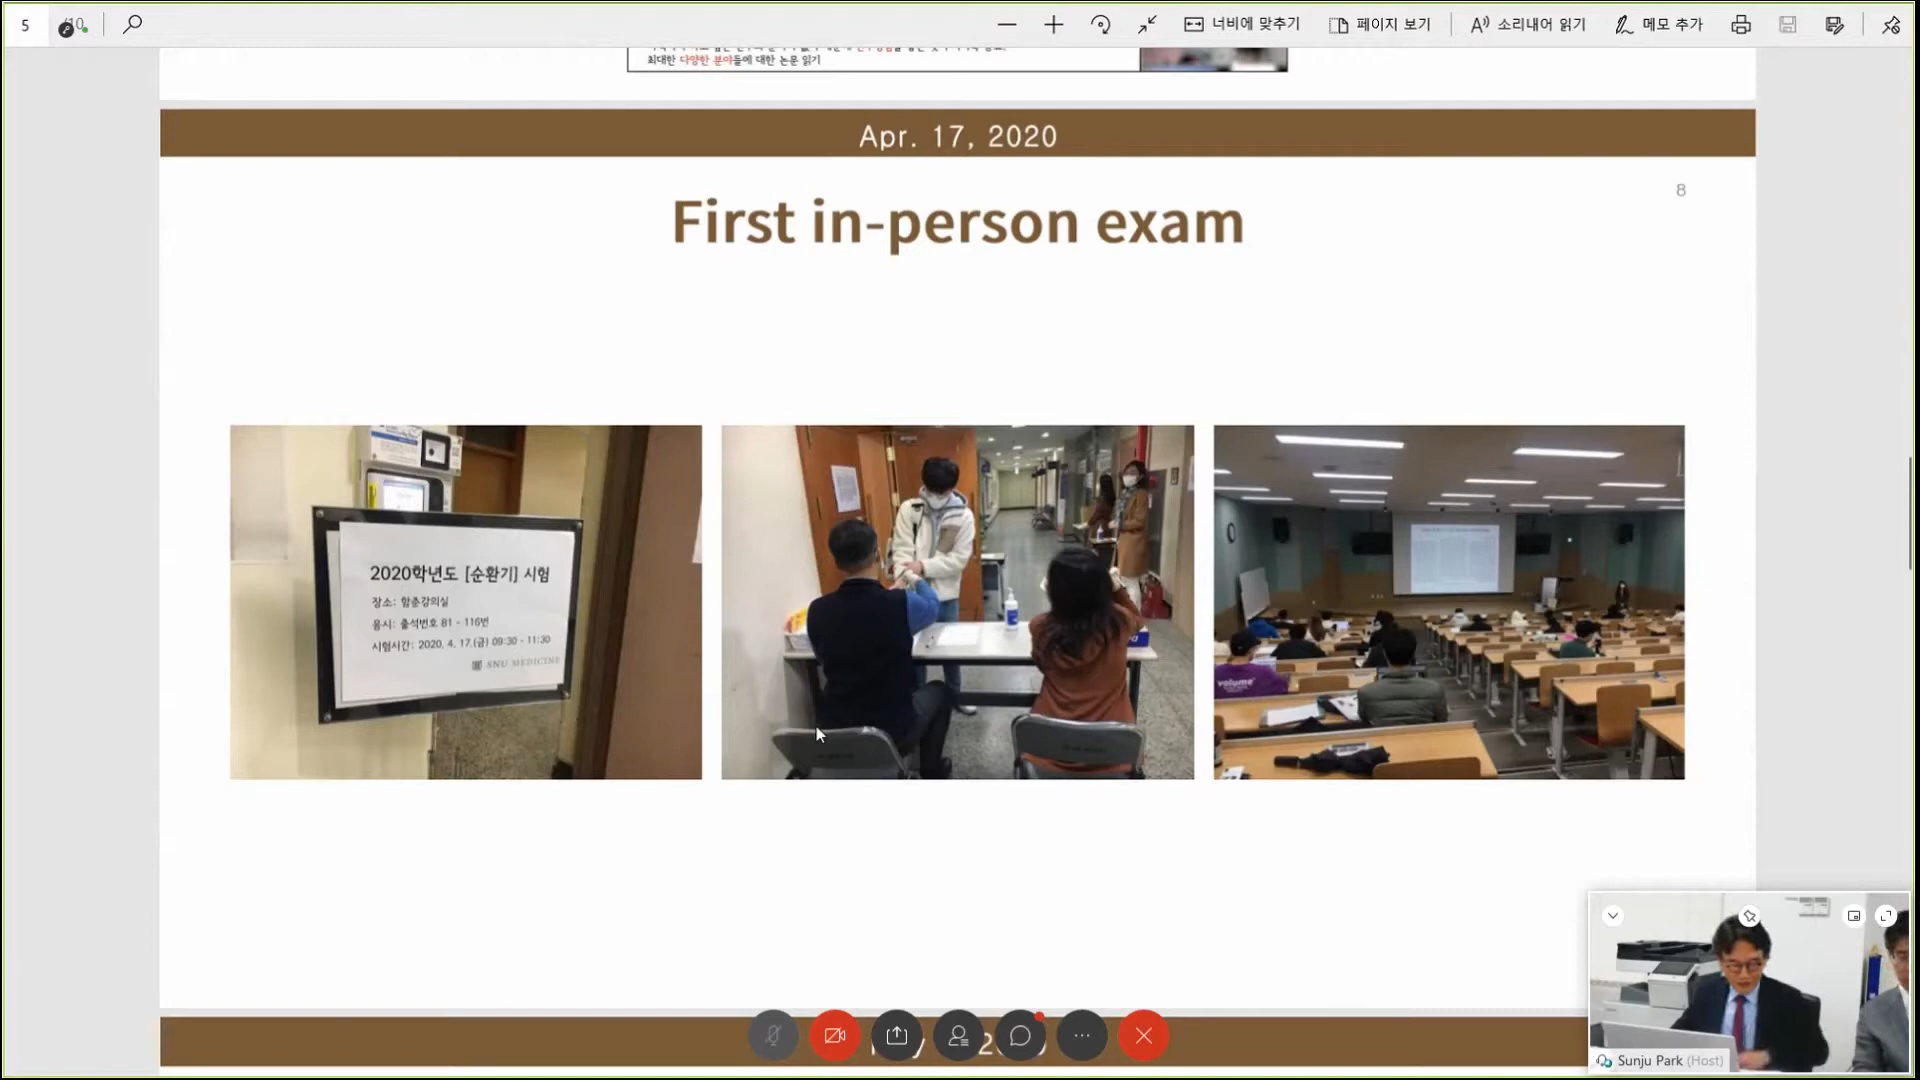 5
/10
너비에 맞추기
페이지 보기
소리내어 읽기
메모 추가
최대한 다양한 분야들에 대한 논문 읽기
Apr. 17, 2020
8
First in-person exam
2020학년도 [순환기] 시험
장소: 함춘강의실
응시: 출석번호 81 - 116번
시험시간: 2020. 4. 17.(금) 09:30 - 11:30
SNU MEDICINE
volume
Sunju Park (Host)